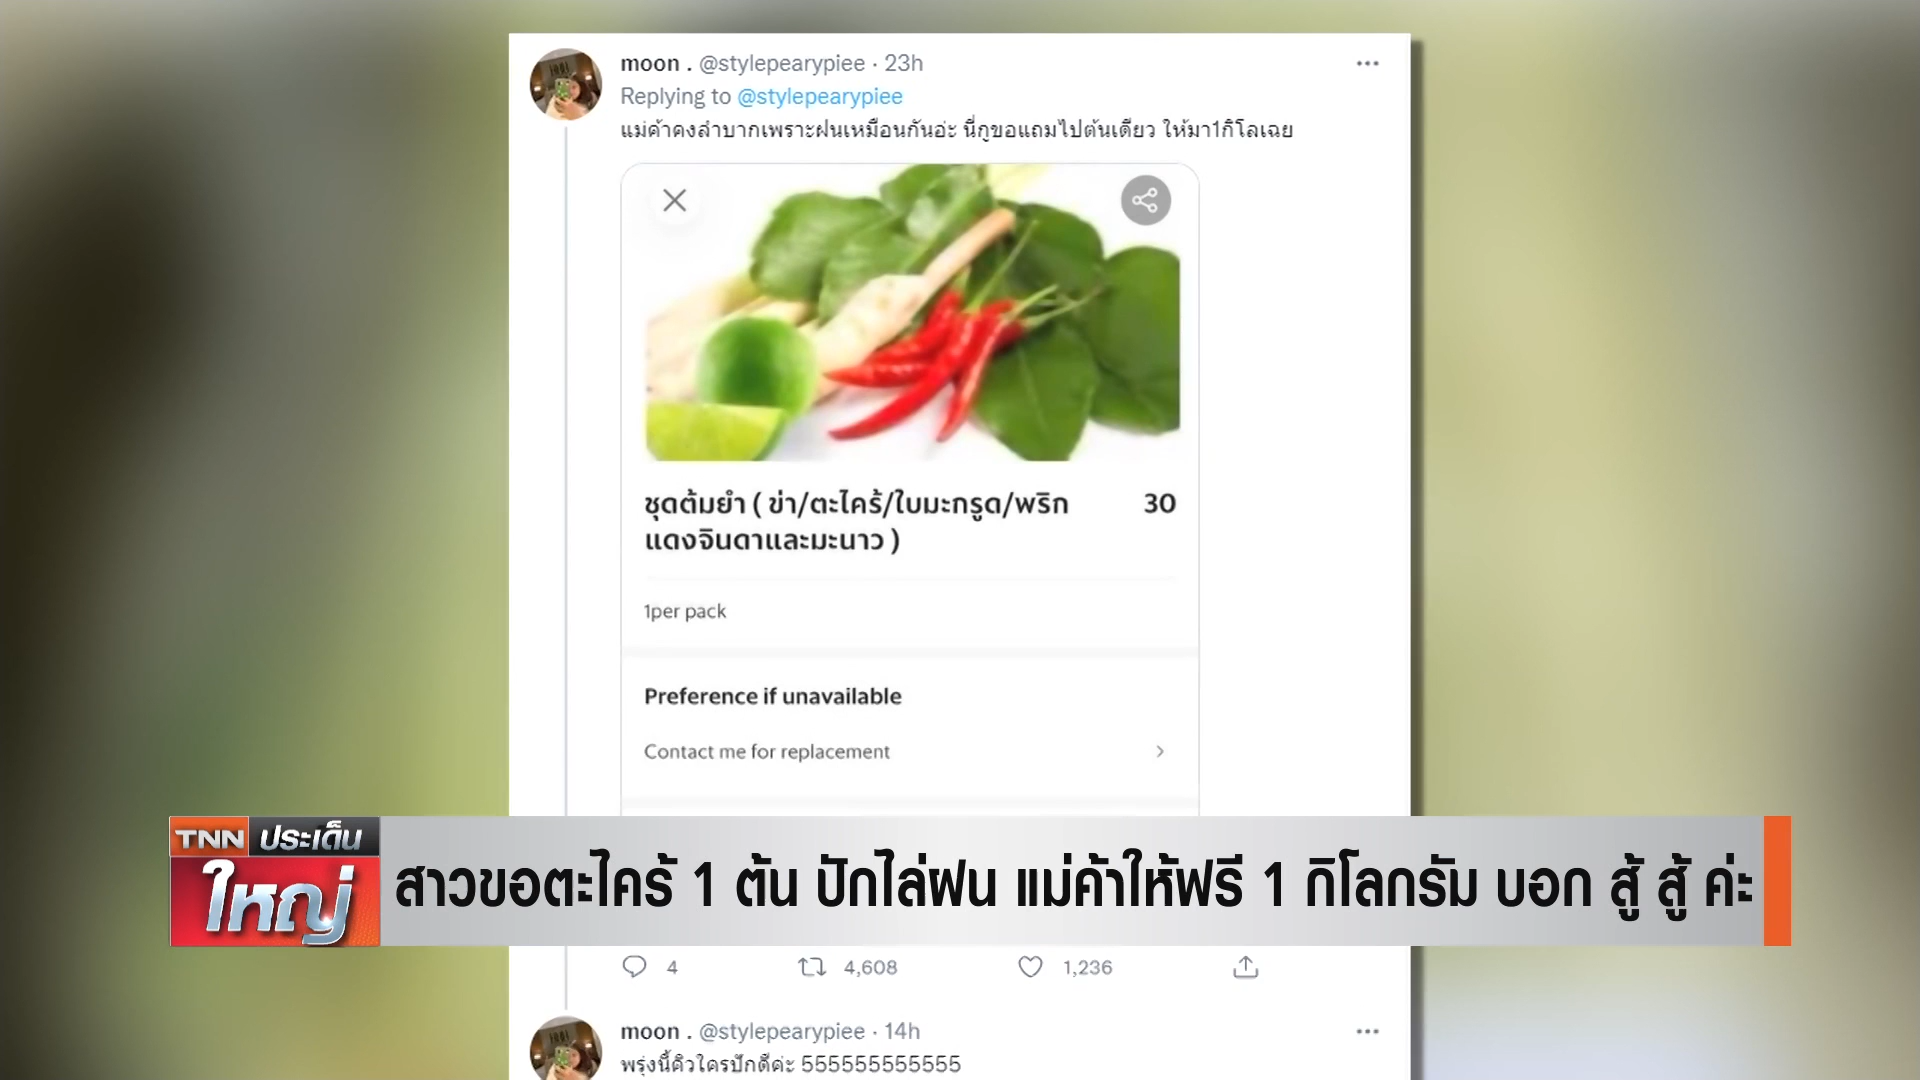 moon . @stylepearypiee · 23h
Replying to @stylepearypiee
แม่ค้าคงลำบากเพราะฝนเหมือนกันอ่ะ นี่กูขอแถมไปต้นเดียว ให้มา1กิโลเฉย
ชุดต้มยำ ( ข่า/ตะไคร้/ใบมะกรูด/พริก 30
แดงจินดาและมะนาว )
1per pack
Preference if unavailable
Contact me for replacement
TNN ประเด็น
ใหญ่
สาวขอตะไคร้ 1 ต้น ปักไล่ฝน แม่ค้าให้ฟรี 1 กิโลกรัม บอก สู้ สู้ ค่ะ
4 4,608 1,236
moon . @stylepearypiee · 14h
พรุ่งนี้คิวใครปักดีค่ะ 555555555555